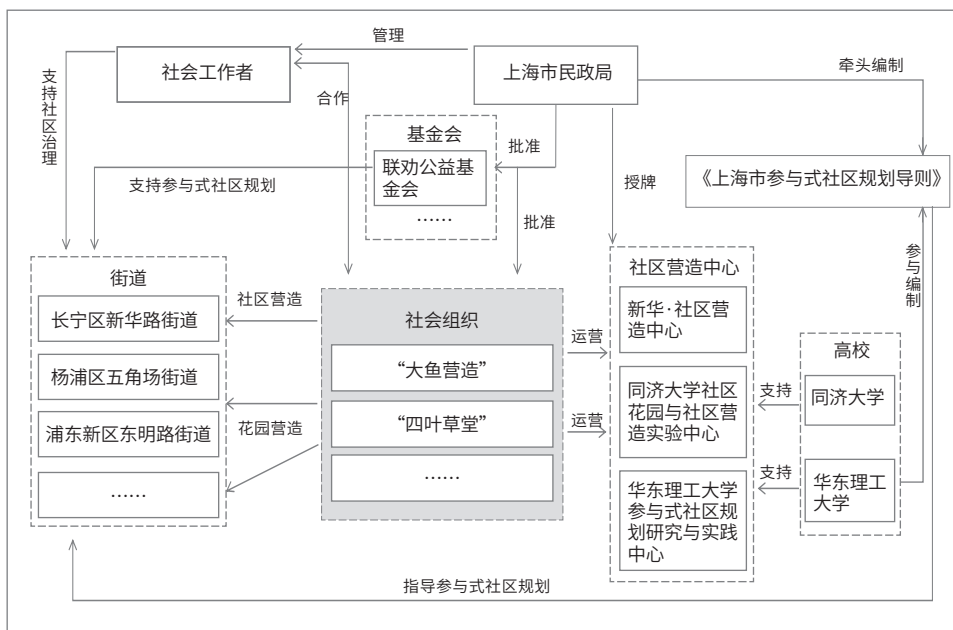 管理
社会工作者
上海市民政局
牵头编制
支持社区治理
合作
基金会
批准
联劝公益基
金会
……
支持参与式社区规划
授牌
《上海市参与式社区规划导则》
批准
参与编制
街道
社区营造中心
长宁区新华路街道
社区营造
社会组织
新华·社区营
造中心
运营
高校
“大鱼营造”
杨浦区五角场街道
同济大学社区
花园与社区营
造实验中心
支持
同济大学
浦东新区东明路街道
花园营造
“四叶草堂”
运营
……
……
支持
华东理工
大学
华东理工大学
参与式社区规
划研究与实践
中心
指导参与式社区规划